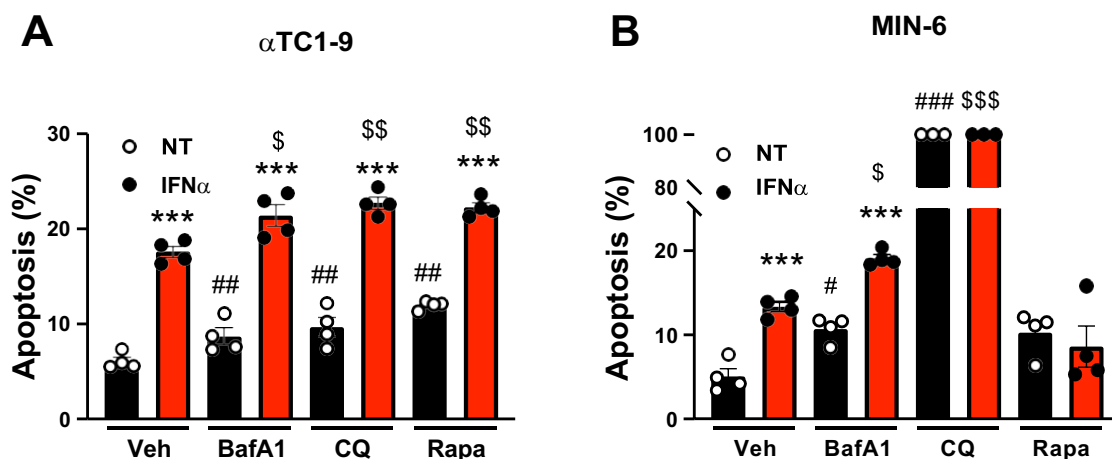 A
αTC1-9
Apoptosis (%)
30
20
10
0
NT
IFNα
***
##
$
***
##
$$
***
##
$$
***
Veh
BafA1
CQ
Rapa
B
MIN-6
Apoptosis (%)
100
80
20
10
0
NT
IFNα
***
#
$
***
###
$$$
Veh
BafA1
CQ
Rapa